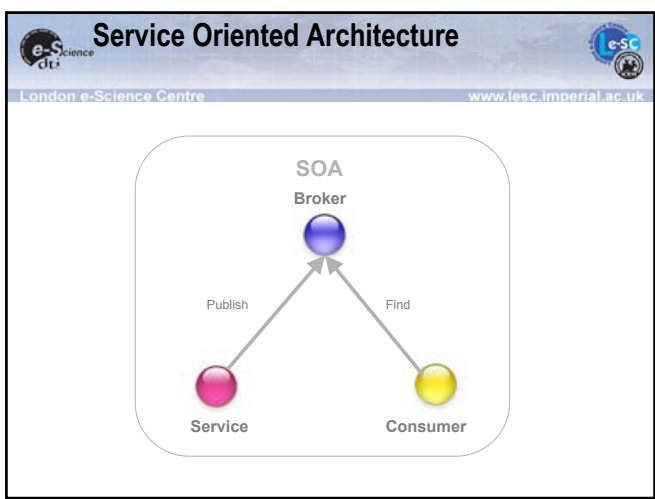 e-Science
dti
Service Oriented Architecture
e-sc
London e-Science Centre
www.lesc.imperial.ac.uk
SOA
Broker
Publish
Find
Service
Consumer